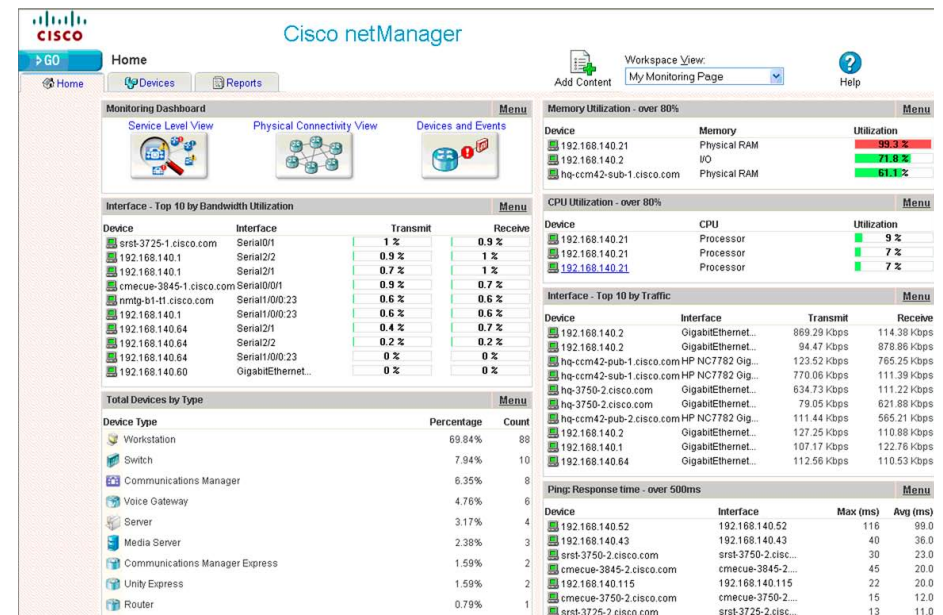 CISCO
Cisco netManager
GO
Home
Add Content
Workspace View:
My Monitoring Page
Help
Home
Devices
Reports
Monitoring Dashboard Menu
Service Level View Physical Connectivity View Devices and Events
Interface - Top 10 by Bandwidth Utilization Menu
Device Interface Transmit Receive
srst-3725-1.cisco.com Serial0/1 1 % 0.9 %
192.168.140.1 Serial2/2 0.9 % 1 %
192.168.140.1 Serial2/1 0.7 % 1 %
cmecue-3845-1.cisco.com Serial0/0/1 0.9 % 0.7 %
nmtg-b1-t1.cisco.com Serial1/0/0:23 0.6 % 0.6 %
192.168.140.1 Serial1/0/0:23 0.6 % 0.6 %
192.168.140.64 Serial2/1 0.4 % 0.7 %
192.168.140.64 Serial2/2 0.2 % 0.2 %
192.168.140.64 Serial1/0/0:23 0 % 0 %
192.168.140.60 GigabitEthernet... 0 % 0 %
Total Devices by Type Menu
Device Type Percentage Count
Workstation 69.84% 88
Switch 7.94% 10
Communications Manager 6.35% 8
Voice Gateway 4.76% 6
Server 3.17% 4
Media Server 2.38% 3
Communications Manager Express 1.59% 2
Unity Express 1.59% 2
Router 0.79% 1
Memory Utilization - over 80% Menu
Device Memory Utilization
192.168.140.21 Physical RAM 99.3 %
192.168.140.2 I/O 71.8 %
hq-ccm42-sub-1.cisco.com Physical RAM 61.1 %
CPU Utilization - over 80% Menu
Device CPU Utilization
192.168.140.21 Processor 9 %
192.168.140.21 Processor 7 %
192.168.140.21 Processor 7 %
Interface - Top 10 by Traffic Menu
Device Interface Transmit Receive
192.168.140.2 GigabitEthernet... 869.29 Kbps 114.38 Kbps
192.168.140.2 GigabitEthernet... 94.47 Kbps 878.86 Kbps
hq-ccm42-pub-1.cisco.com HP NC7782 Gig... 123.52 Kbps 765.25 Kbps
hq-ccm42-sub-1.cisco.com HP NC7782 Gig... 770.06 Kbps 111.39 Kbps
hq-3750-2.cisco.com GigabitEthernet... 634.73 Kbps 111.22 Kbps
hq-3750-2.cisco.com GigabitEthernet... 79.05 Kbps 621.88 Kbps
hq-ccm42-pub-2.cisco.com HP NC7782 Gig... 111.44 Kbps 565.21 Kbps
192.168.140.2 GigabitEthernet... 127.25 Kbps 110.88 Kbps
192.168.140.1 GigabitEthernet... 107.17 Kbps 122.76 Kbps
192.168.140.64 GigabitEthernet... 112.56 Kbps 110.53 Kbps
Ping: Response time - over 500ms Menu
Device Interface Max (ms) Avg (ms)
192.168.140.52 192.168.140.52 116 99.0
192.168.140.43 192.168.140.43 40 36.0
srst-3750-2.cisco.com srst-3750-2.cisc... 30 23.0
cmecue-3845-2.cisco.com cmecue-3845-2.... 45 20.0
192.168.140.115 192.168.140.115 22 20.0
cmecue-3750-2.cisco.com cmecue-3750-2.... 15 12.0
srst-3725-2.cisco.com srst-3725-2.cisc... 13 11.0